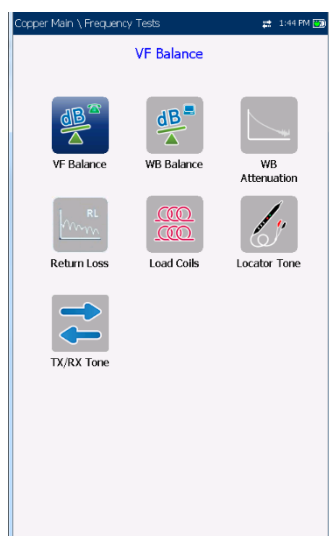 Copper Main \ Frequency Tests 1:44 PM
VF Balance
dB dB
VF Balance WB Balance WB
Attenuation
RL
Return Loss Load Coils Locator Tone
TX/RX Tone